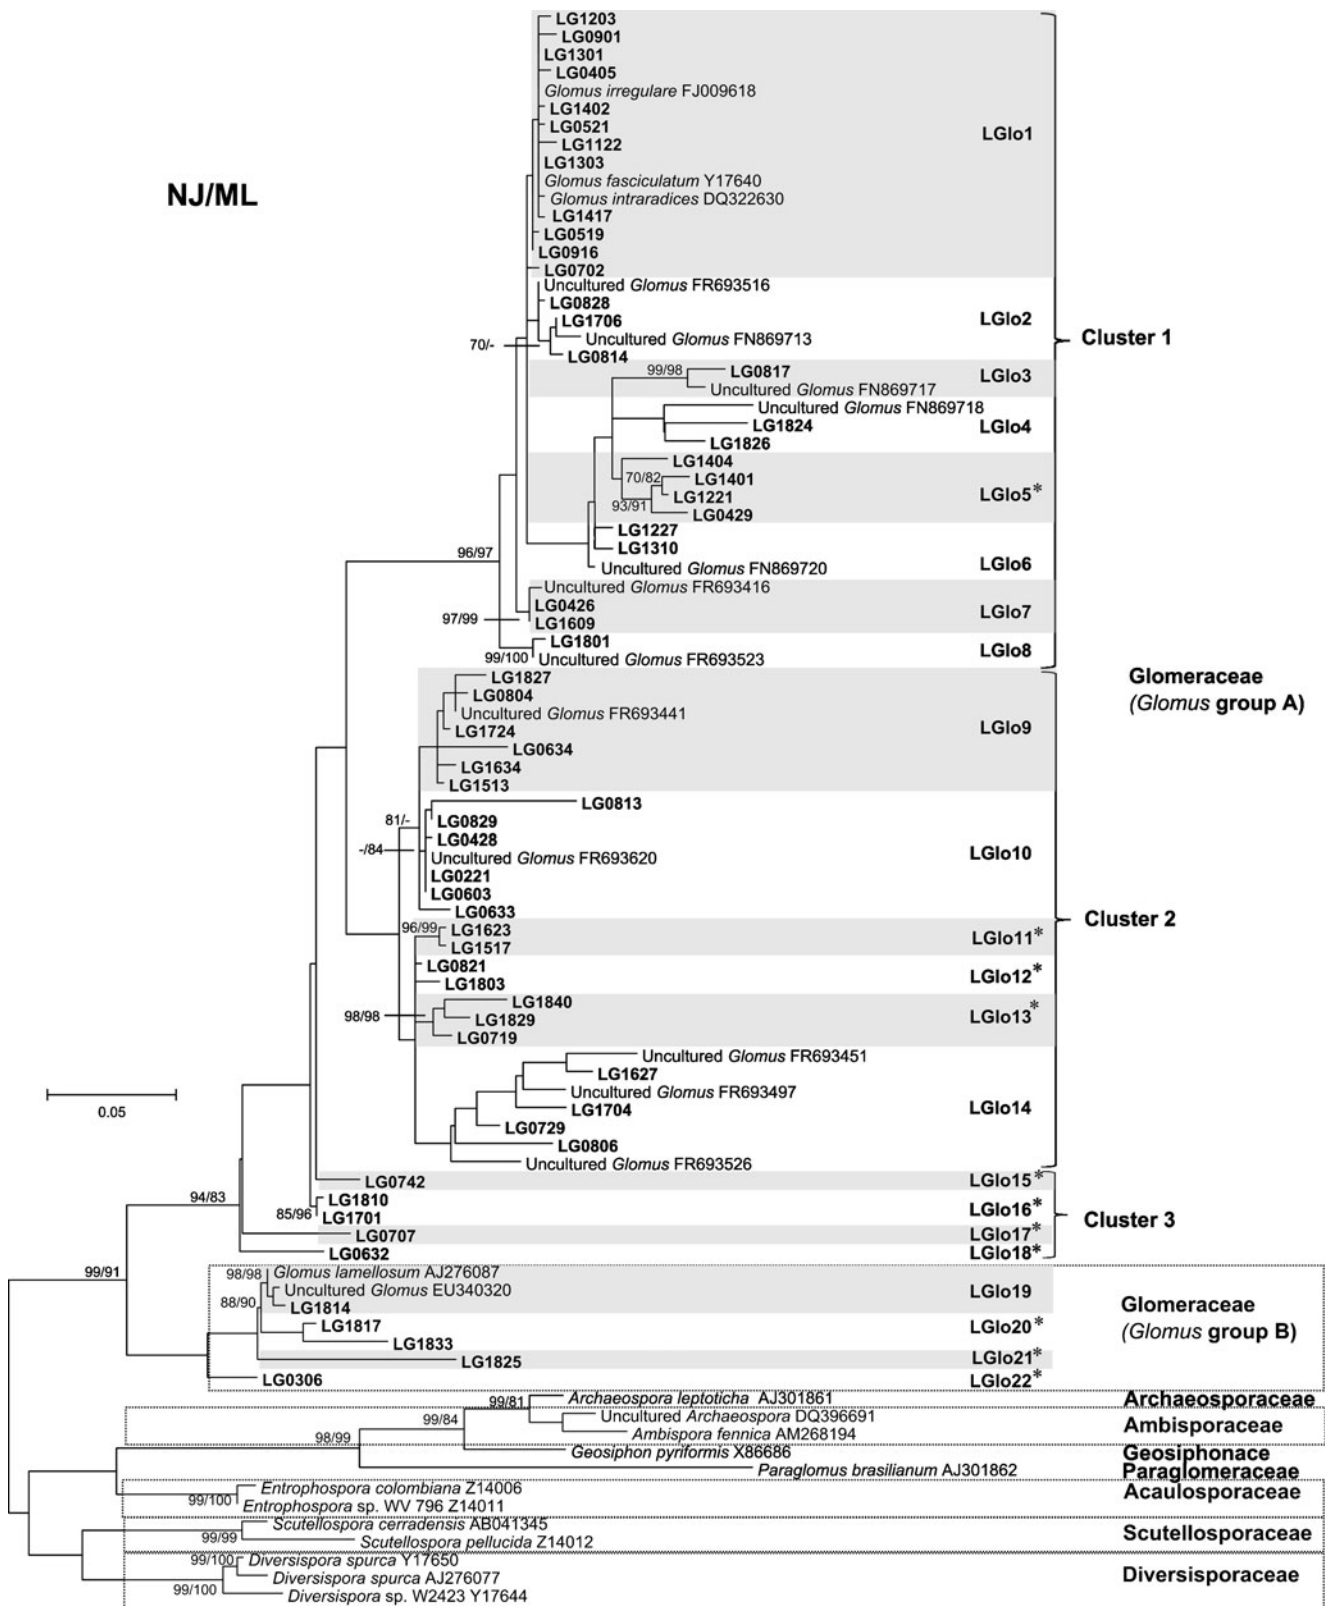 NJ/ML
LG1203
LG0901
LG1301
LG0405
Glomus irregulare FJ009618
LG1402
LG0521
LG1122
LGlo1
LG1303
Glomus fasciculatum Y17640
Glomus intraradices DQ322630
LG1417
LG0519
LG0916
LG0702
Uncultured Glomus FR693516
LG0828
LG1706
LGlo2
Uncultured Glomus FN869713
Cluster 1
70/-
LG0814
99/98
LG0817
LGlo3
Uncultured Glomus FN869717
Uncultured Glomus FN869718
LG1824
LGlo4
LG1826
LG1404
70/82
LG1401
LG1221
LGlo5*
93/91
LG0429
LG1227
LG1310
96/97
Uncultured Glomus FN869720
LGlo6
Uncultured Glomus FR693416
LG0426
LGlo7
97/99
LG1609
LG1801
LGlo8
99/100
Uncultured Glomus FR693523
Glomeraceae
(Glomus group A)
LG1827
LG0804
Uncultured Glomus FR693441
LG1724
LGlo9
LG0634
LG1634
LG1513
LG0813
81/-
LG0829
LG0428
-/84
Uncultured Glomus FR693620
LGlo10
LG0221
LG0603
LG0633
Cluster 2
96/99
LG1623
LGlo11*
LG1517
LG0821
LGlo12*
LG1803
LG1840
98/98
LG1829
LGlo13*
LG0719
Uncultured Glomus FR693451
LG1627
Uncultured Glomus FR693497
LG1704
LGlo14
0.05
LG0729
LG0806
Uncultured Glomus FR693526
LG0742
LGlo15*
94/83
LG1810
LGlo16*
85/96
LG1701
Cluster 3
LG0707
LGlo17*
LG0632
LGlo18*
99/91
98/98
Glomus lamellosum AJ276087
Uncultured Glomus EU340320
LGlo19
88/90
LG1814
Glomeraceae
(Glomus group B)
LG1817
LGlo20*
LG1833
LG1825
LGlo21*
LG0306
LGlo22*
99/81
Archaeospora leptoticha AJ301861
Archaeosporaceae
99/84
Uncultured Archaeospora DQ396691
Ambispora fennica AM268194
Ambisporaceae
98/99
Geosiphon pyriformis X86686
Geosiphonace
Paraglomus brasilianum AJ301862
Paraglomeraceae
Entrophospora colombiana Z14006
Acaulosporaceae
99/100
Entrophospora sp. WV 796 Z14011
Scutellospora cerradensis AB041345
Scutellosporaceae
99/99
Scutellospora pellucida Z14012
99/100
Diversispora spurca Y17650
Diversispora spurca AJ276077
Diversisporaceae
99/100
Diversispora sp. W2423 Y17644